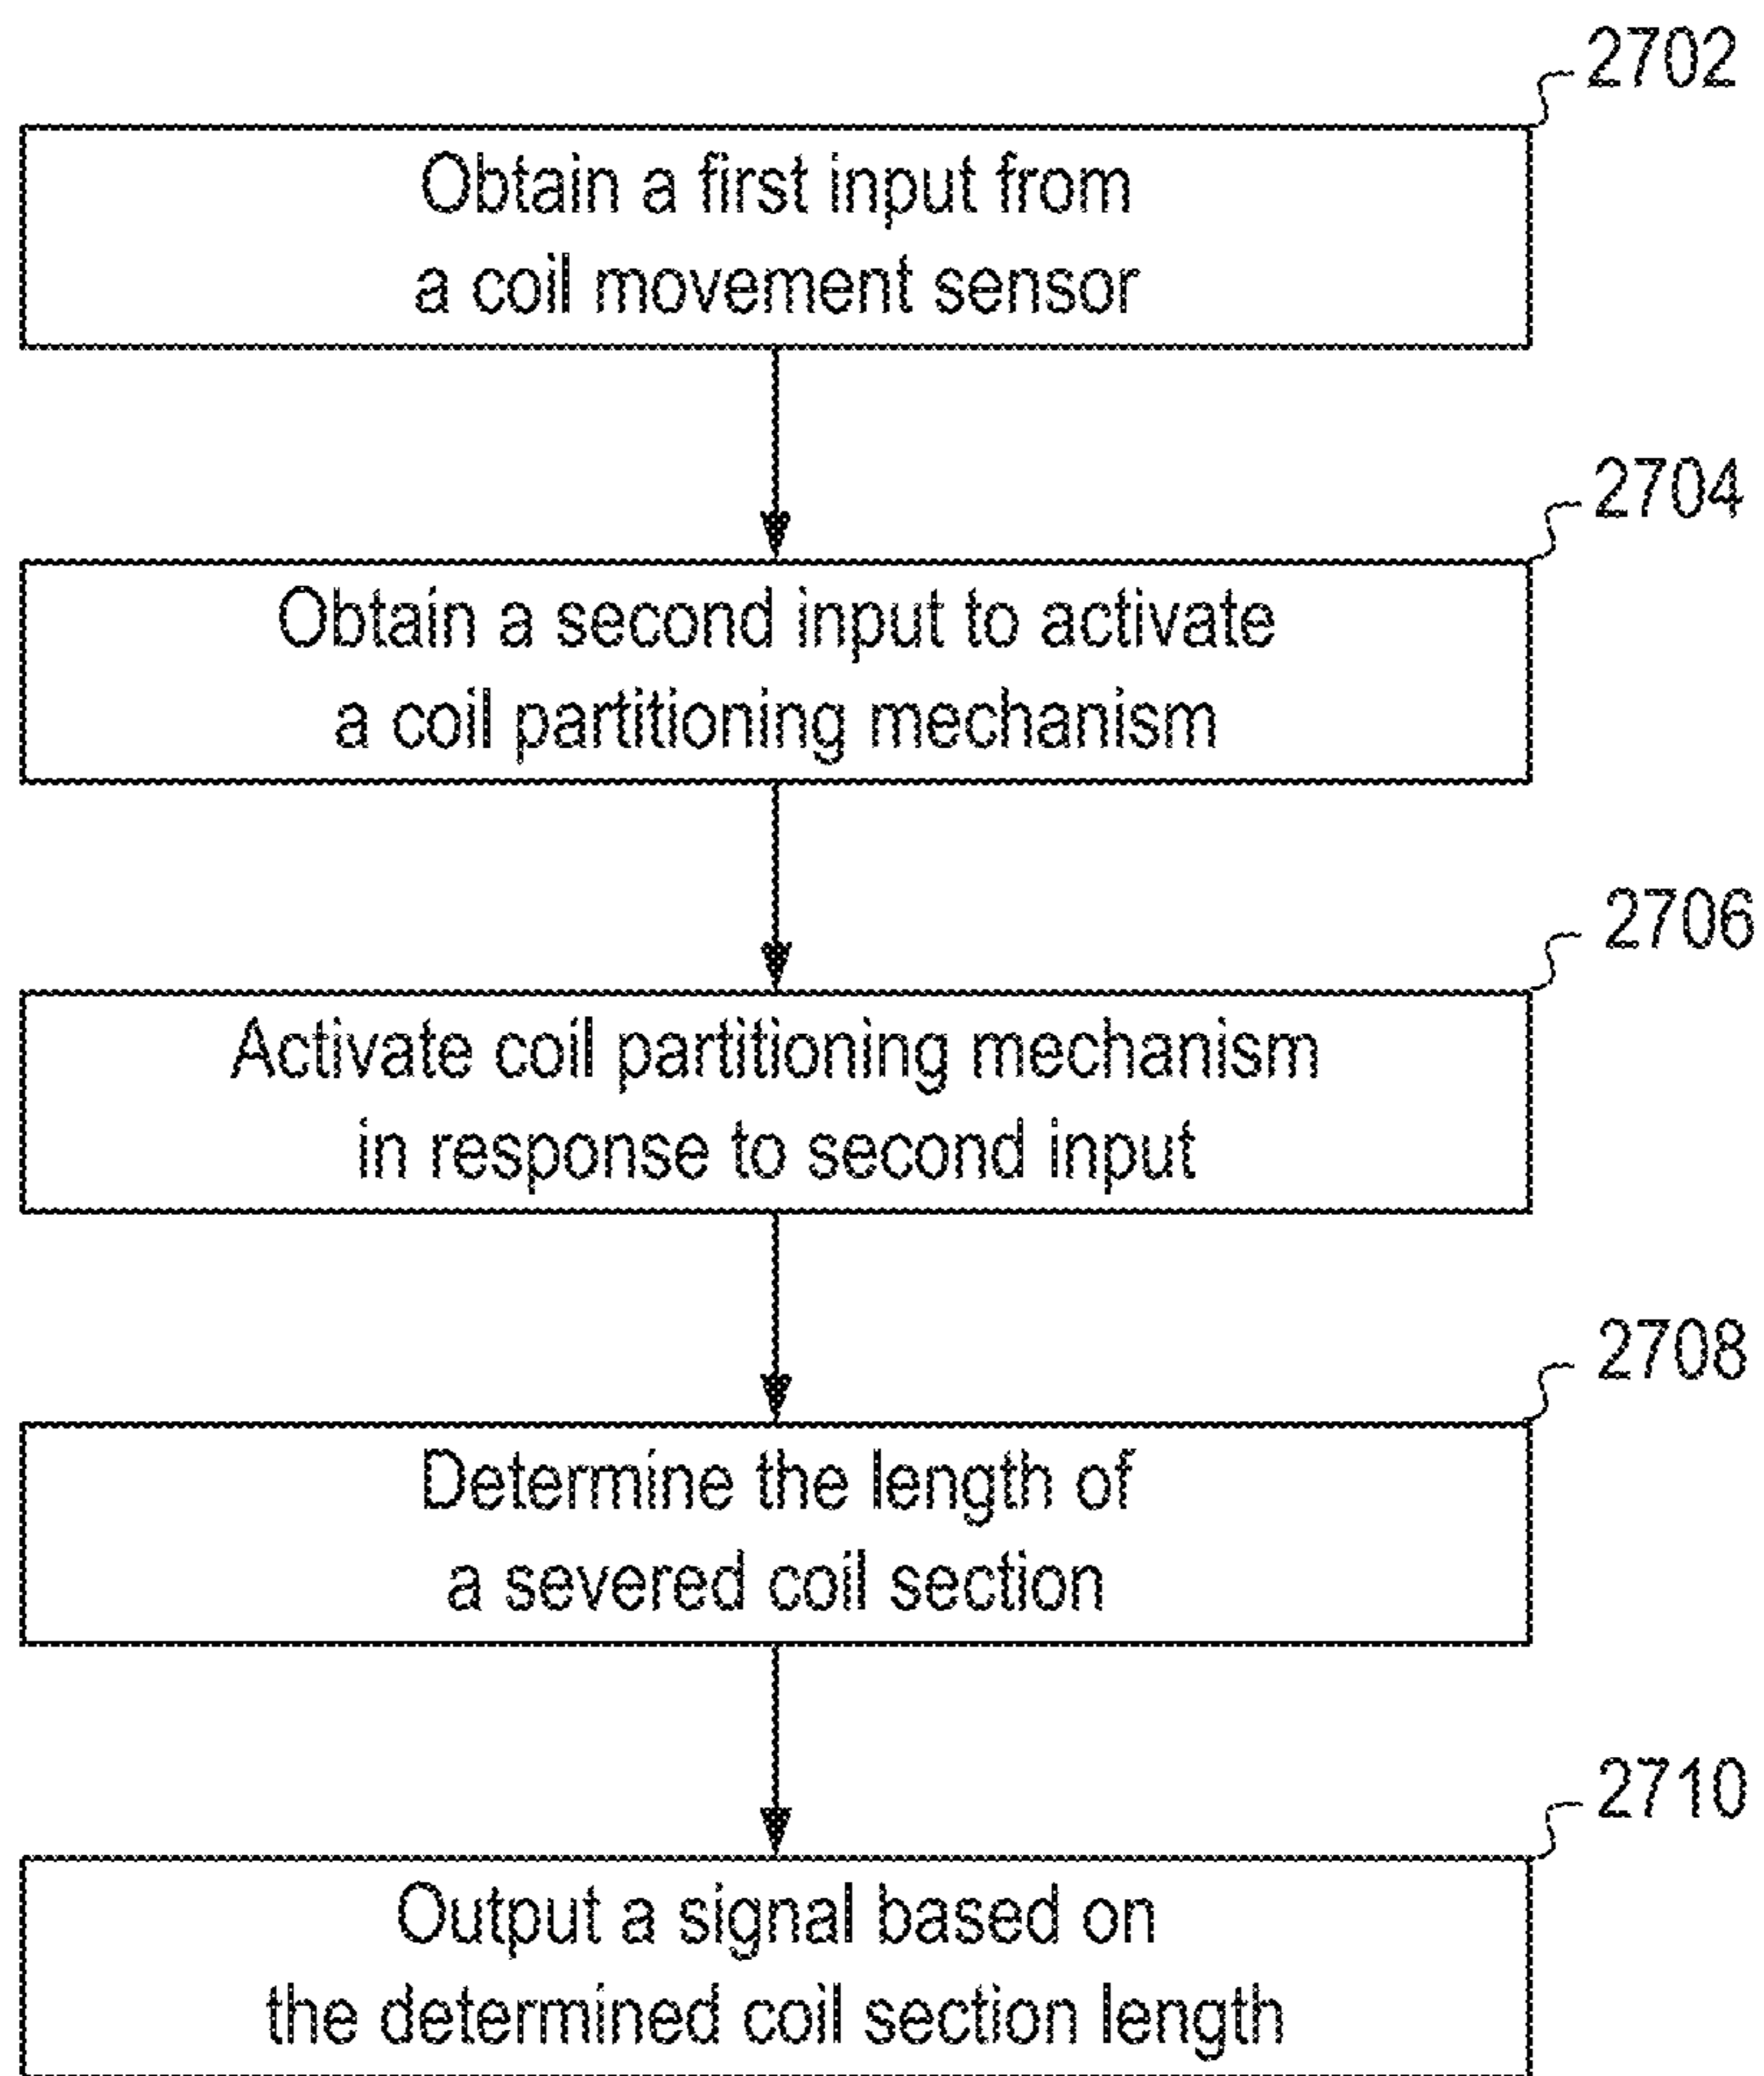 2702
Obtain a first input from
a coil movement sensor
2704
Obtain a second input to activate
a coil partitioning mechanism
2706
Activate coil partitioning mechanism
in response to second input
2708
Determine the length of
a severed coil section
2710
Output a signal based on
the determined coil section length